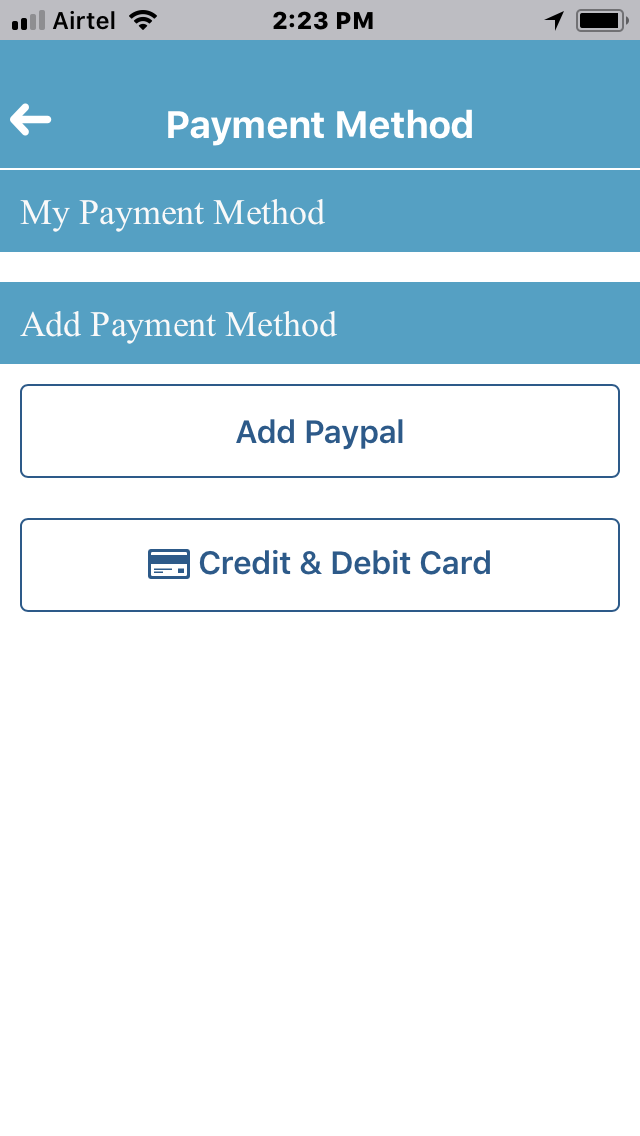 Airtel 2:23 PM
Payment Method
My Payment Method
Add Payment Method
Add Paypal
Credit & Debit Card